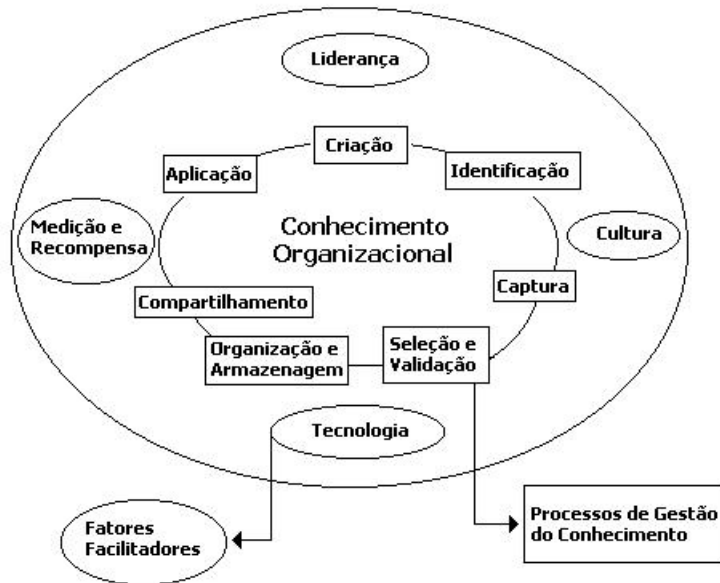 Liderança
Criação
Aplicação
Identificação
Medição e
Recompensa
Conhecimento
Organizacional
Cultura
Captura
Compartilhamento
Organização e
Armazenagem
Seleção e
Validação
Tecnologia
Fatores
Facilitadores
Processos de Gestão
do Conhecimento